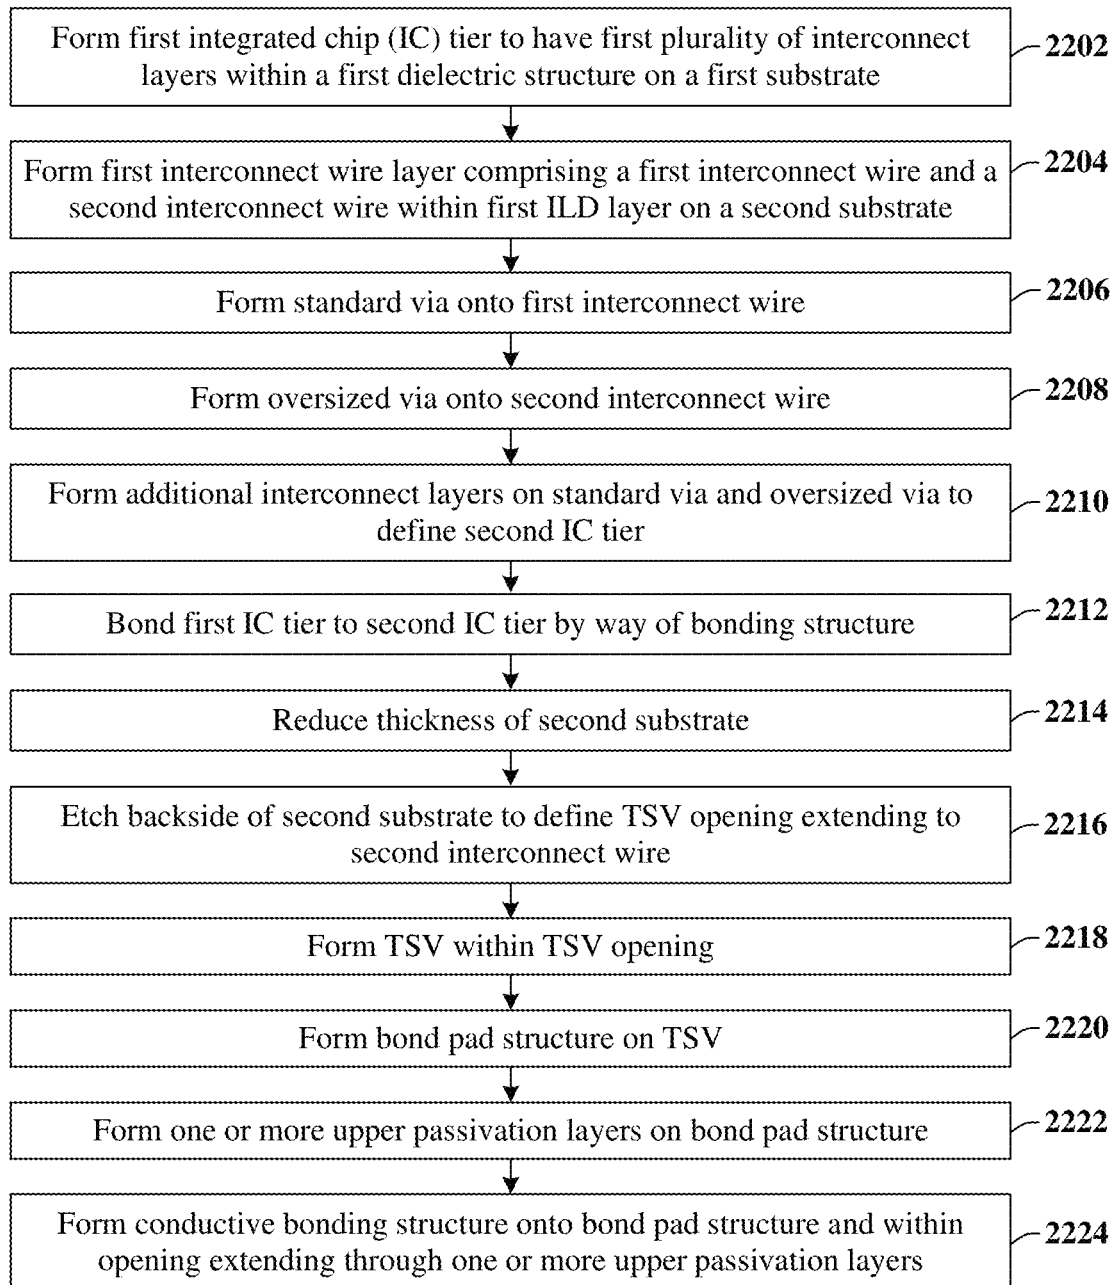 Form first integrated chip (IC) tier to have first plurality of interconnect
layers within a first dielectric structure on a first substrate
2202
Form first interconnect wire layer comprising a first interconnect wire and a
second interconnect wire within first ILD layer on a second substrate
2204
Form standard via onto first interconnect wire
2206
Form oversized via onto second interconnect wire
2208
Form additional interconnect layers on standard via and oversized via to
define second IC tier
2210
Bond first IC tier to second IC tier by way of bonding structure
2212
Reduce thickness of second substrate
2214
Etch backside of second substrate to define TSV opening extending to
second interconnect wire
2216
Form TSV within TSV opening
2218
Form bond pad structure on TSV
2220
Form one or more upper passivation layers on bond pad structure
2222
Form conductive bonding structure onto bond pad structure and within
opening extending through one or more upper passivation layers
2224